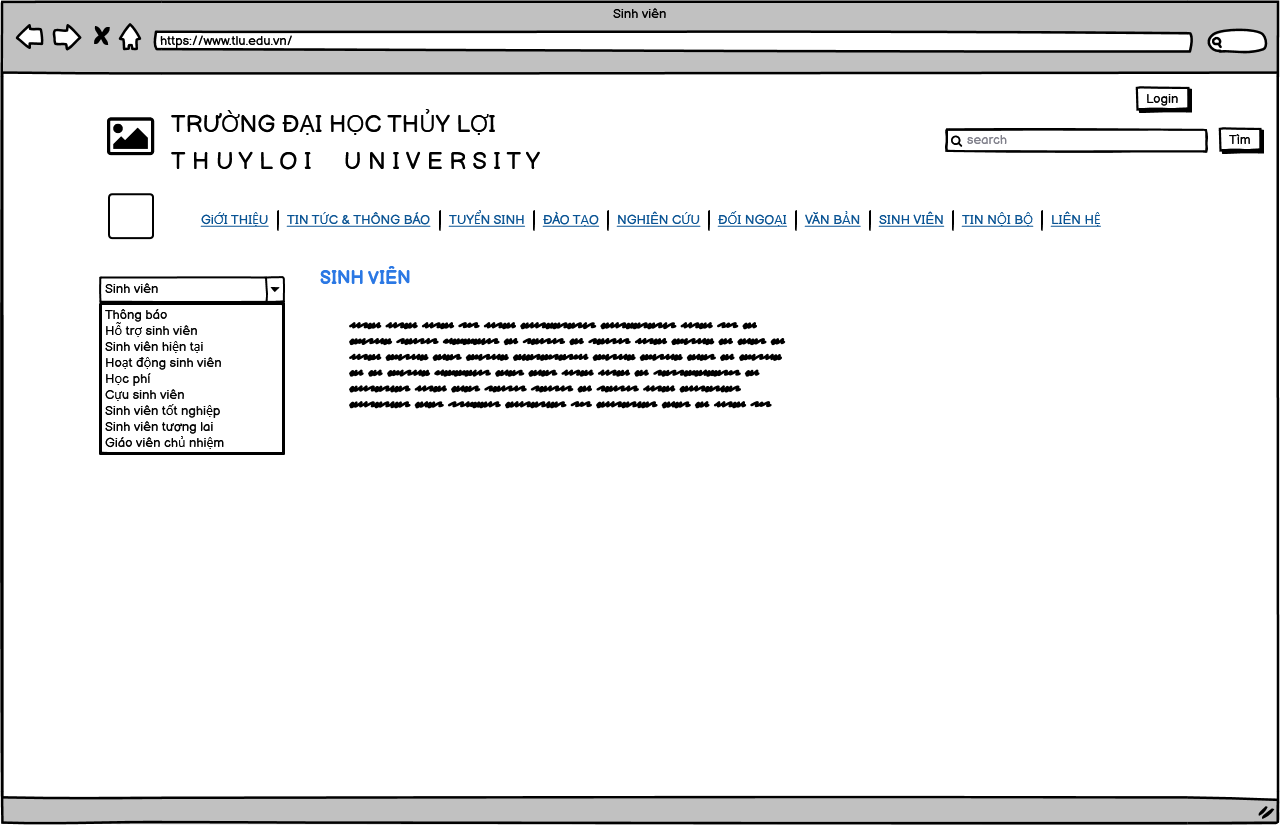 Sinh viên
https://www.tlu.edu.vn/
Login
TRƯỜNG ĐẠI HỌC THỦY LỢI
THUYLOI UNIVERSITY
search
Tìm
GIỚI THIỆU | TIN TỨC & THÔNG BÁO | TUYỂN SINH | ĐÀO TẠO | NGHIÊN CỨU | ĐỐI NGOẠI | VĂN BẢN | SINH VIÊN | TIN NỘI BỘ | LIÊN HỆ
SINH VIÊN
Sinh viên
Thông báo
Hỗ trợ sinh viên
Sinh viên hiện tại
Hoạt động sinh viên
Học phí
Cựu sinh viên
Sinh viên tốt nghiệp
Sinh viên tương lai
Giáo viên chủ nhiệm